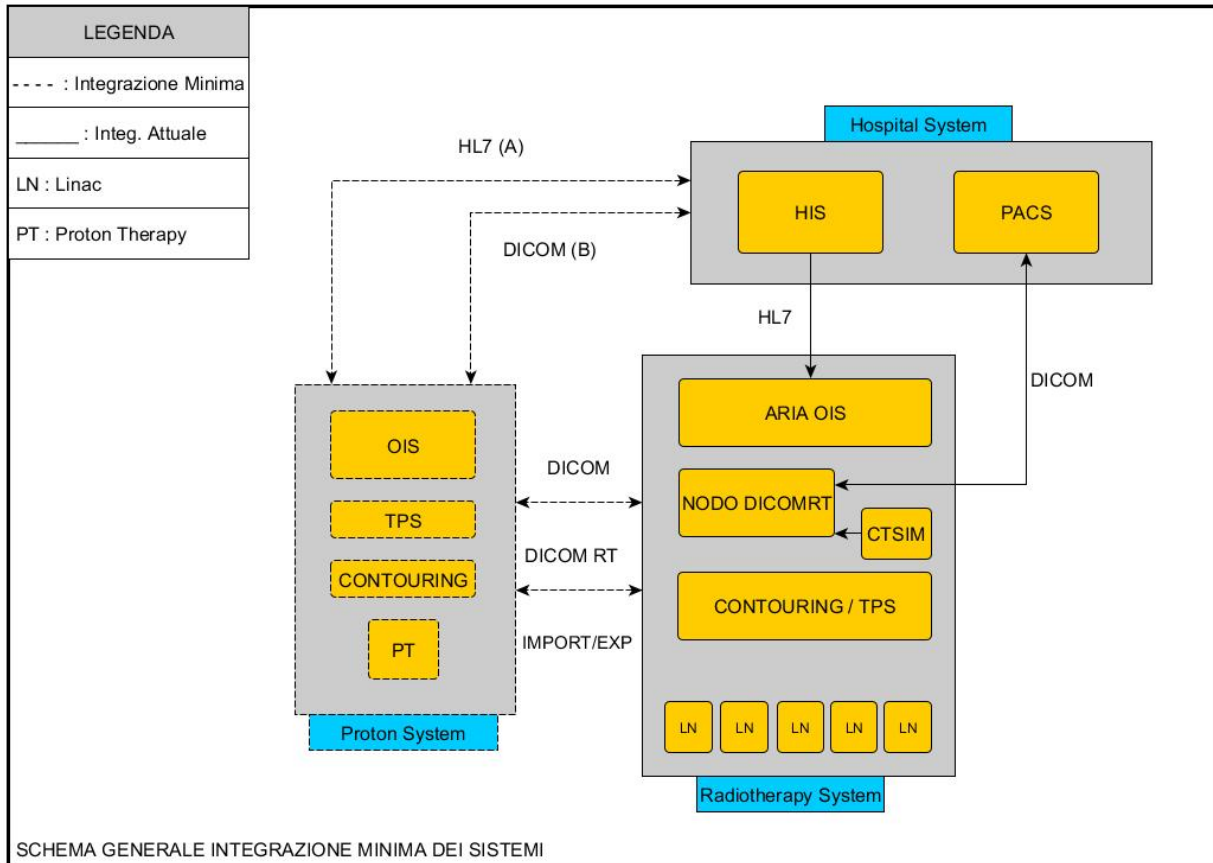 LEGENDA
- - - - : Integrazione Minima
______ : Integ. Attuale
LN : Linac
PT : Proton Therapy
Hospital System
HL7 (A)
HIS
PACS
DICOM (B)
HL7
DICOM
ARIA OIS
OIS
DICOM
NODO DICOMRT
TPS
CTSIM
DICOM RT
CONTOURING
CONTOURING / TPS
IMPORT/EXP
PT
LN
LN
LN
LN
LN
Proton System
Radiotherapy System
SCHEMA GENERALE INTEGRAZIONE MINIMA DEI SISTEMI